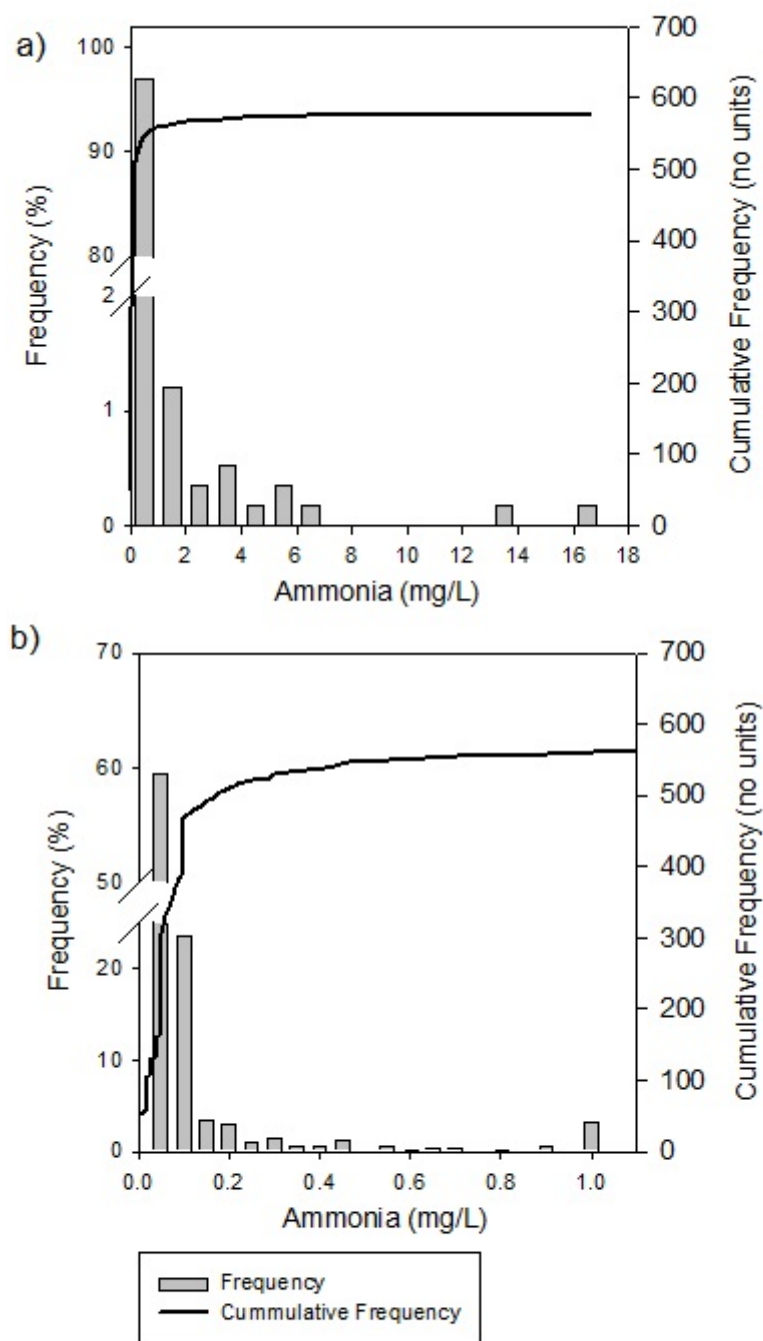 a)
100
90
80
2
1
0
Frequency (%)
700
600
500
400
300
200
100
0
Cumulative Frequency (no units)
0 2 4 6 8 10 12 14 16 18
Ammonia (mg/L)
b)
70
60
50
20
10
0
Frequency (%)
700
600
500
400
300
200
100
0
Cumulative Frequency (no units)
0.0 0.2 0.4 0.6 0.8 1.0
Ammonia (mg/L)
Frequency
Cummulative Frequency